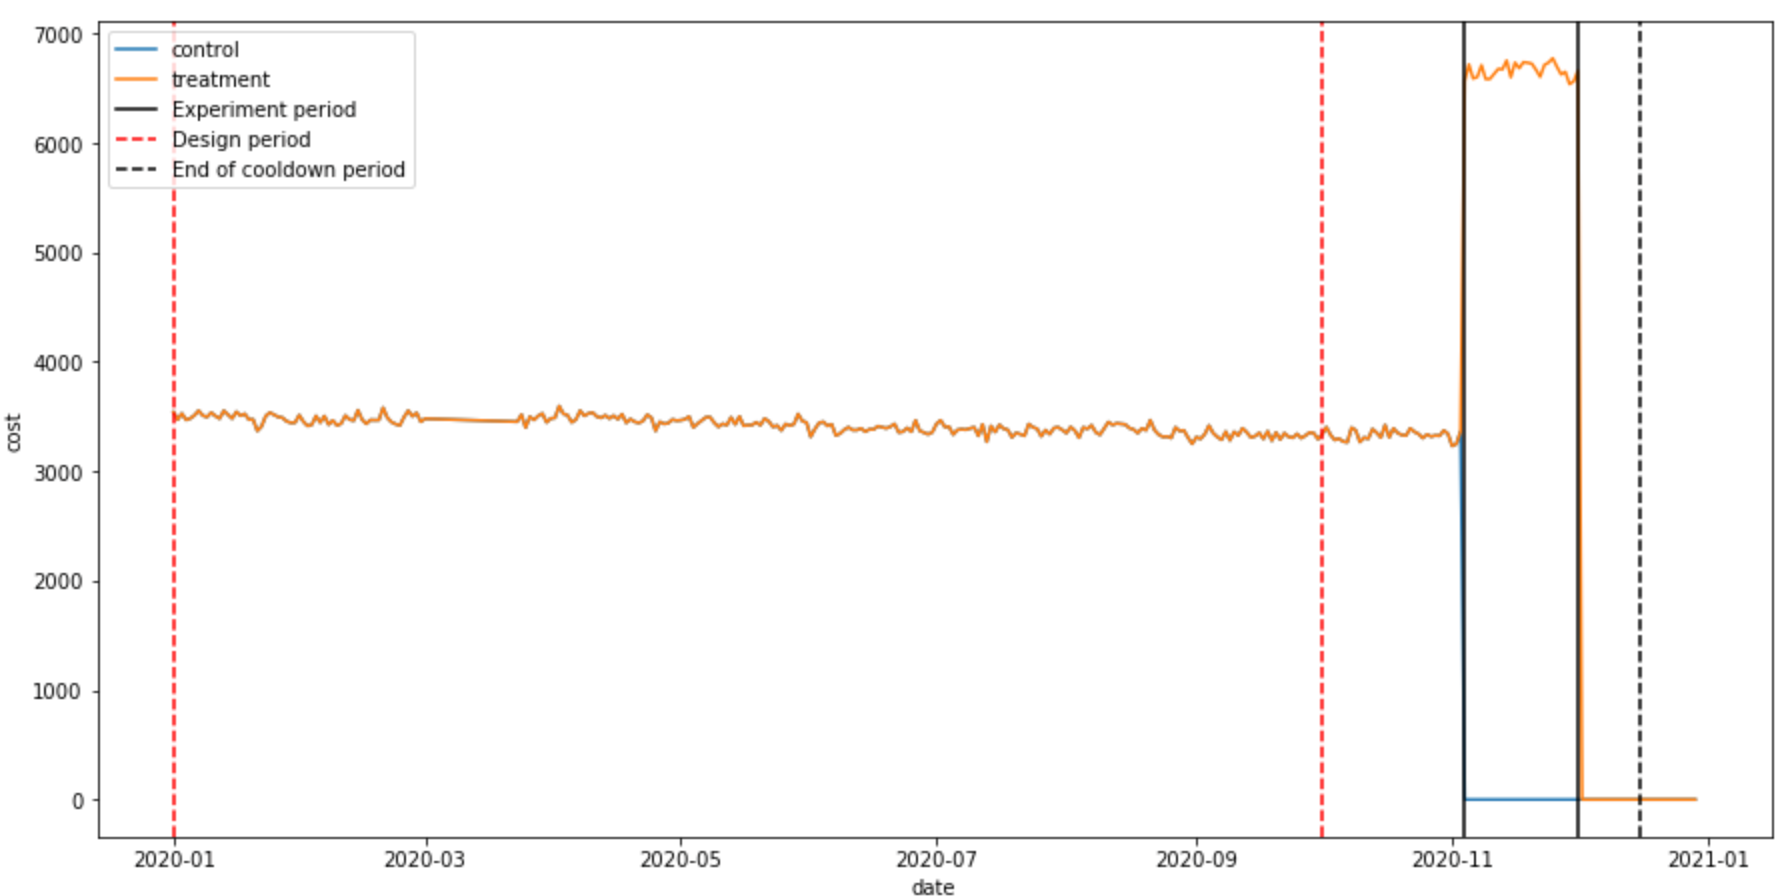 7000
6000
5000
4000
3000
2000
1000
0
cost
control
treatment
Experiment period
Design period
End of cooldown period
2020-01
2020-03
2020-05
2020-07
2020-09
2020-11
2021-01
date